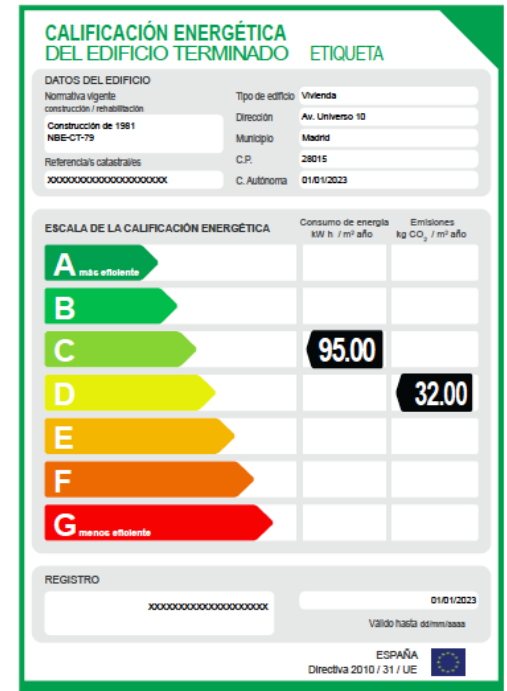 CALIFICACIÓN ENERGÉTICA
DEL EDIFICIO TERMINADO ETIQUETA
DATOS DEL EDIFICIO
Normativa vigente
construcción / rehabilitación
Construcción de 1981
NBE-CT-79
Referencia/s catastral/es
XXXXXXXXXXXXXXXXXXXX
Tipo de edificio Vivienda
Dirección Av. Universo 10
Municipio Madrid
C.P. 28015
C. Autónoma 01/01/2023
ESCALA DE LA CALIFICACIÓN ENERGÉTICA
Consumo de energía
kW h / m² año
Emisiones
kg CO₂ / m² año
A más eficiente
B
C 95.00
D 32.00
E
F
G menos eficiente
REGISTRO
XXXXXXXXXXXXXXXXXXXX
01/01/2023
Válido hasta dd/mm/aaaa
ESPAÑA
Directiva 2010 / 31 / UE